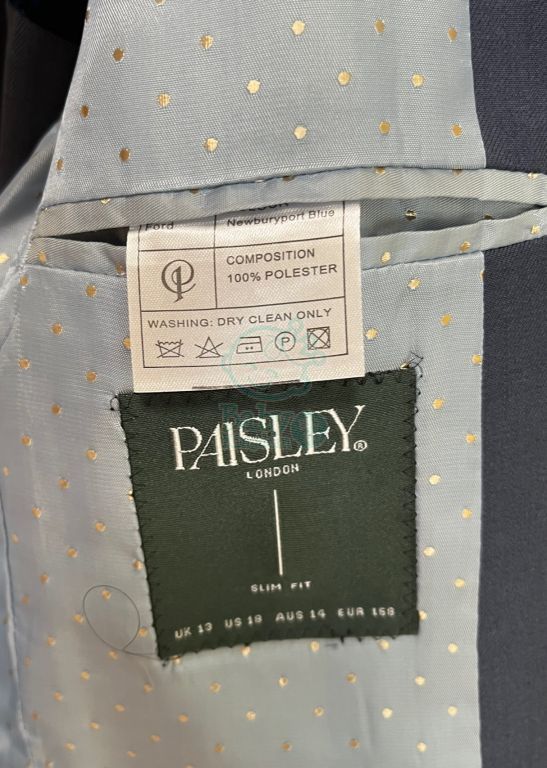 Ford
Newburyport Blue
COMPOSITION
100% POLESTER
WASHING: DRY CLEAN ONLY
P
PAISLEY®
LONDON
SLIM FIT
UK 13 US 18 AUS 14 EUR 158